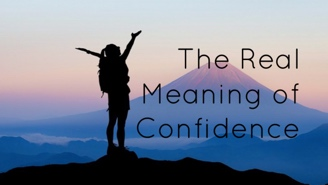 The Real
Meaning of
Confidence